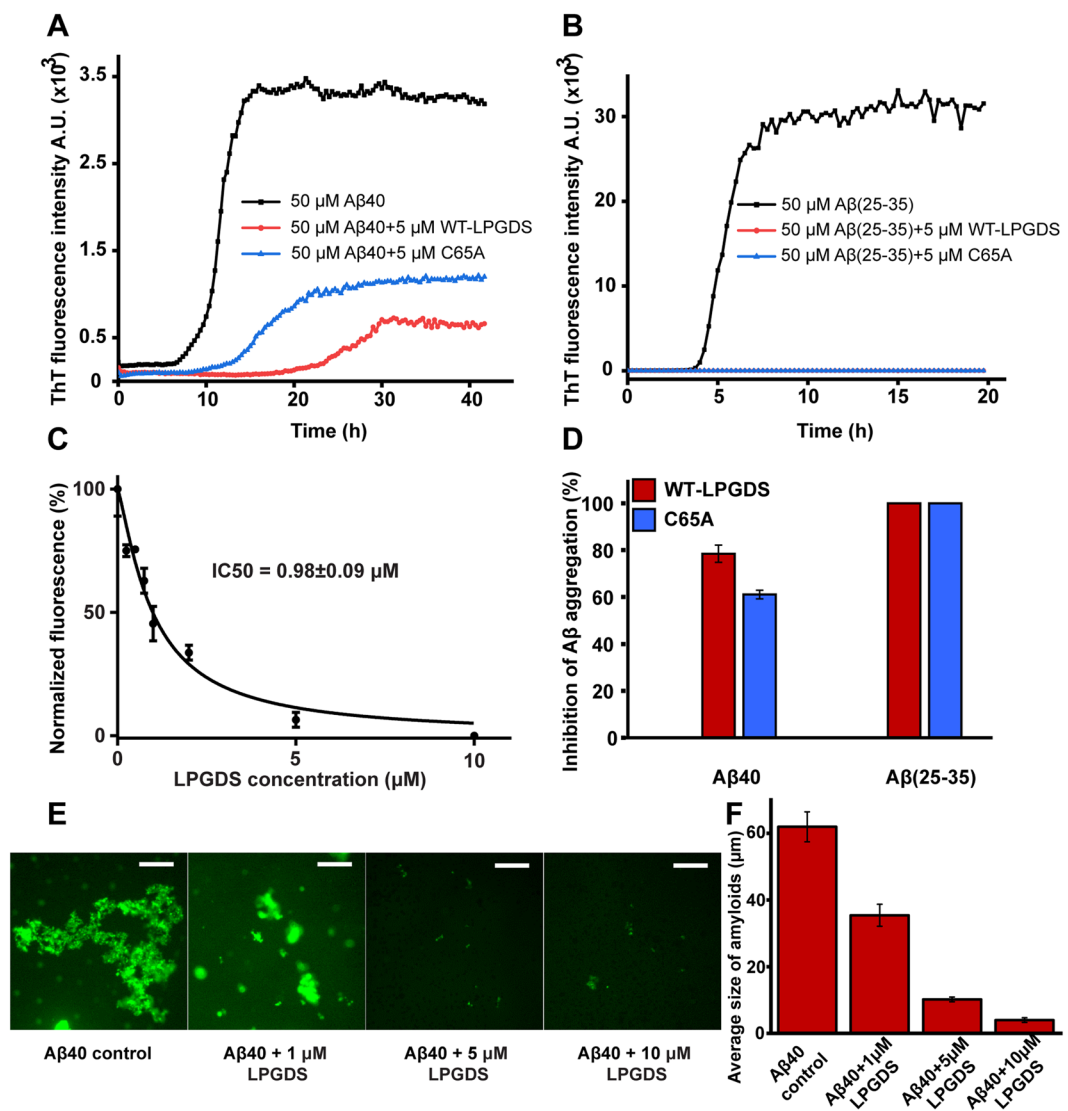 A
ThT fluorescence intensity A.U. (x10³)
3.5
2.5
1.5
0.5
0
50 µM Aβ40
50 µM Aβ40+5 µM WT-LPGDS
50 µM Aβ40+5 µM C65A
0 10 20 30 40
Time (h)
B
ThT fluorescence intensity A.U. (x10³)
30
20
10
0
50 µM Aβ(25-35)
50 µM Aβ(25-35)+5 µM WT-LPGDS
50 µM Aβ(25-35)+5 µM C65A
0 5 10 15 20
Time (h)
C
Normalized fluorescence (%)
100
50
0
IC50 = 0.98±0.09 µM
0 5 10
LPGDS concentration (µM)
D
Inhibition of Aβ aggregation (%)
100
80
60
40
20
0
WT-LPGDS
C65A
Aβ40 Aβ(25-35)
E
Aβ40 control
Aβ40 + 1 µM
LPGDS
Aβ40 + 5 µM
LPGDS
Aβ40 + 10 µM
LPGDS
F
Average size of amyloids (µm)
60
40
20
0
Aβ40
control
Aβ40+1µM
LPGDS
Aβ40+5µM
LPGDS
Aβ40+10µM
LPGDS